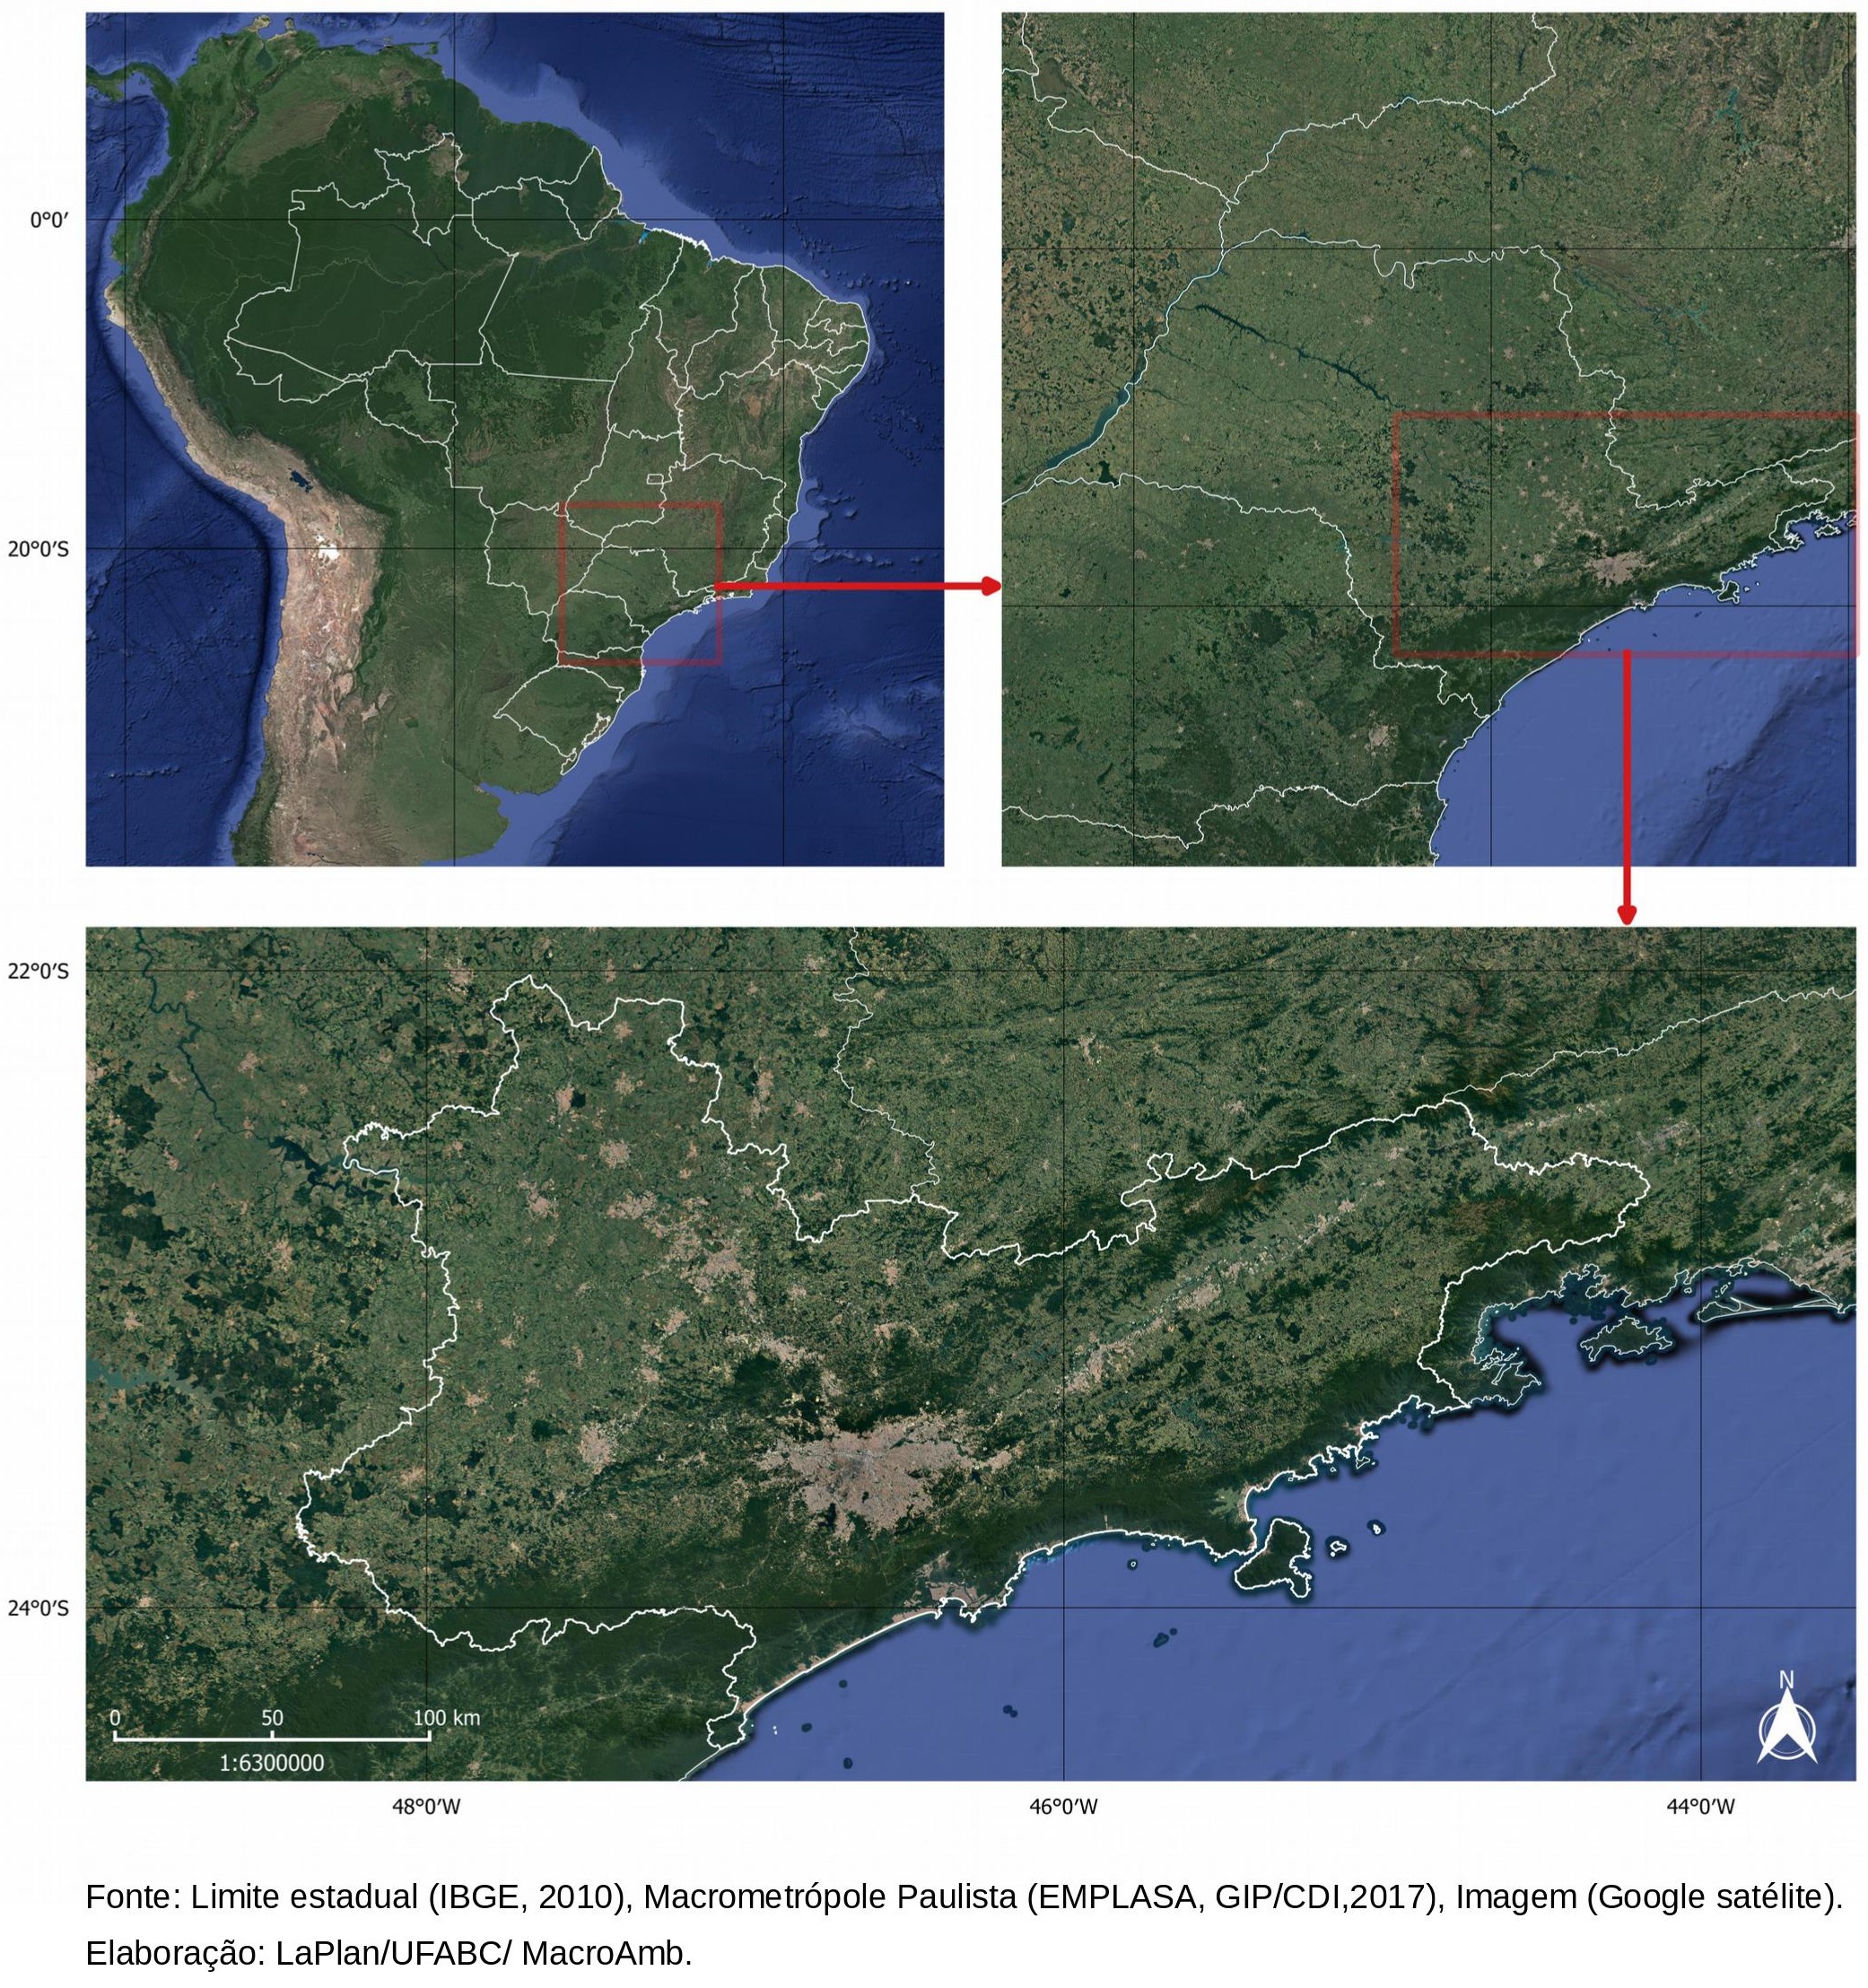 0°0′
20°0′S
22°0′S
24°0′S
N
0 50 100 km
1:6300000
48°0′W 46°0′W 44°0′W
Fonte: Limite estadual (IBGE, 2010), Macrometrópole Paulista (EMPLASA, GIP/CDI,2017), Imagem (Google satélite).
Elaboração: LaPlan/UFABC/ MacroAmb.